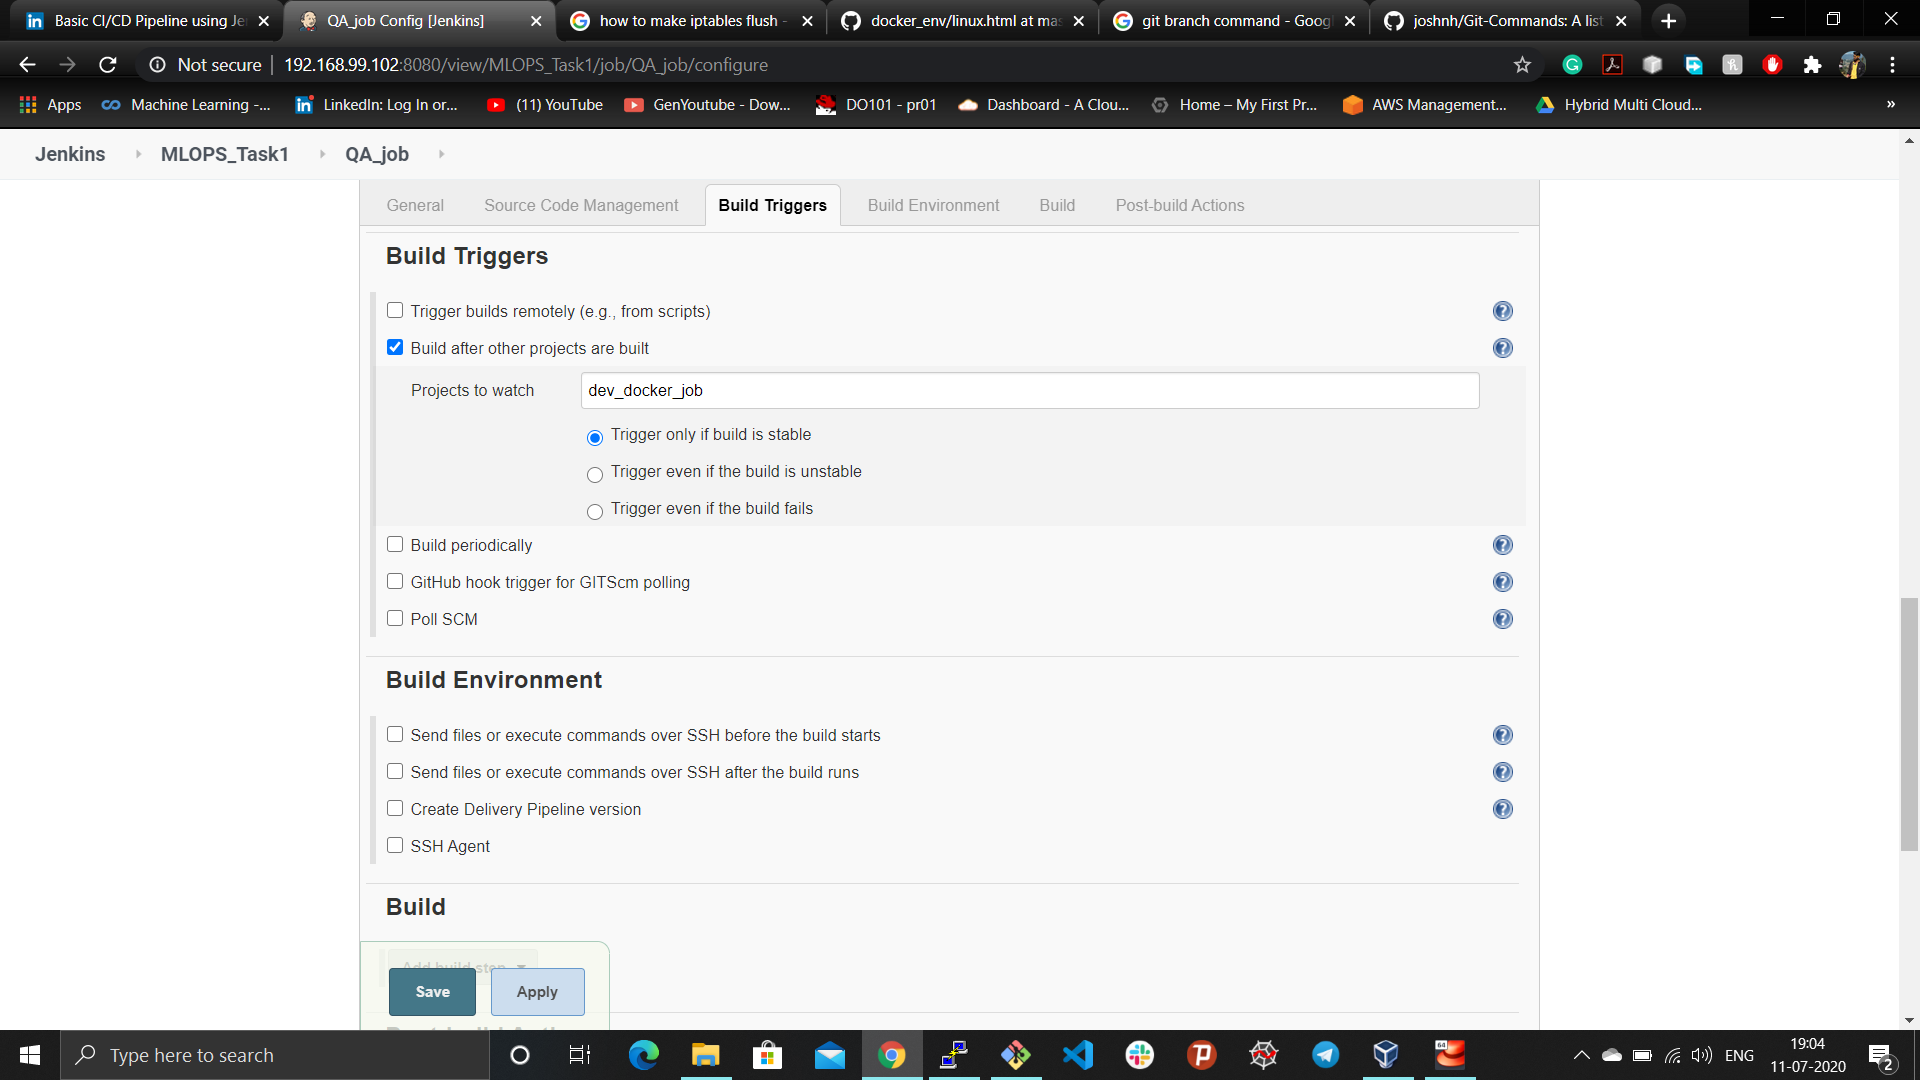 Basic CI/CD Pipeline using Je
QA_job Config [Jenkins]
how to make iptables flush -
docker_env/linux.html at mas
git branch command - Googl
joshnh/Git-Commands: A list
Not secure
192.168.99.102:8080/view/MLOPS_Task1/job/QA_job/configure
Apps
Machine Learning -...
LinkedIn: Log In or...
(11) YouTube
GenYoutube - Dow...
DO101 - pr01
Dashboard - A Clou...
Home – My First Pr...
AWS Management...
Hybrid Multi Cloud...
»
Jenkins
MLOPS_Task1
QA_job
General
Source Code Management
Build Triggers
Build Environment
Build
Post-build Actions
Build Triggers
Trigger builds remotely (e.g., from scripts)
Build after other projects are built
Projects to watch
dev_docker_job
Trigger only if build is stable
Trigger even if the build is unstable
Trigger even if the build fails
Build periodically
GitHub hook trigger for GITScm polling
Poll SCM
Build Environment
Send files or execute commands over SSH before the build starts
Send files or execute commands over SSH after the build runs
Create Delivery Pipeline version
SSH Agent
Build
Add build step
Save
Apply
Type here to search
ENG
19:04
11-07-2020
2